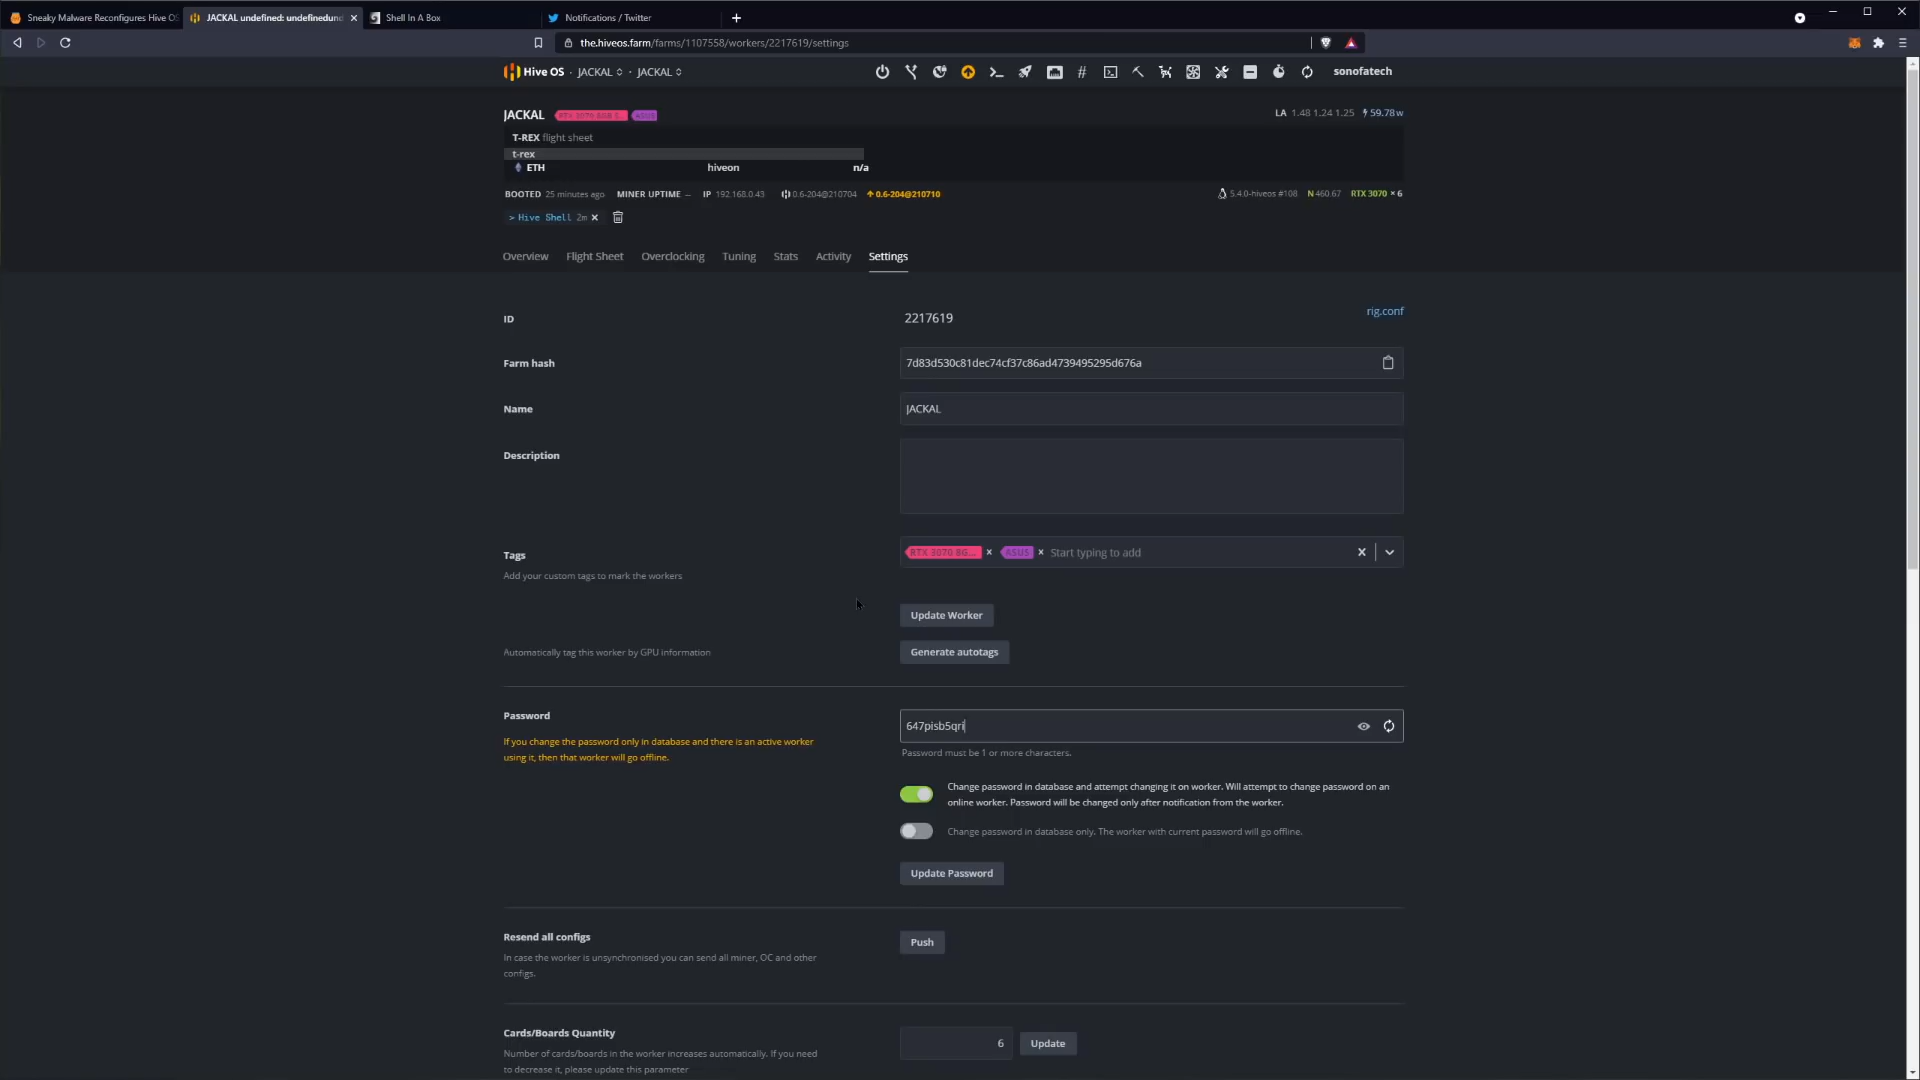 Sneaky Malware Reconfigures Hive OS
JACKAL undefined: undefinedund
Shell In A Box
Notifications / Twitter
the.hiveos.farm/farms/1107558/workers/2217619/settings
Hive OS · JACKAL · JACKAL
sonofatech
JACKAL
RTX 3070 8GB
ASUS
LA 1.48 1.24 1.25 59.78w
T-REX flight sheet
t-rex
ETH hiveon n/a
BOOTED 25 minutes ago MINER UPTIME — IP 192.168.0.43 0.6-204@210704 0.6-204@210710
5.4.0-hiveos #108 N 460.67 RTX 3070 × 6
> Hive Shell 2m ×
Overview Flight Sheet Overclocking Tuning Stats Activity Settings
ID 2217619 rig.conf
Farm hash 7d83d530c81dec74cf37c86ad4739495295d676a
Name JACKAL
Description
Tags
RTX 3070 8G... × ASUS × Start typing to add
Add your custom tags to mark the workers
Update Worker
Automatically tag this worker by GPU information
Generate autotags
Password
647pisb5qri
If you change the password only in database and there is an active worker
using it, then that worker will go offline.
Password must be 1 or more characters.
Change password in database and attempt changing it on worker. Will attempt to change password on an
online worker. Password will be changed only after notification from the worker.
Change password in database only. The worker with current password will go offline.
Update Password
Resend all configs
Push
In case the worker is unsynchronised you can send all miner, OC and other
configs.
Cards/Boards Quantity
6 Update
Number of cards/boards in the worker increases automatically. If you need
to decrease it, please update this parameter